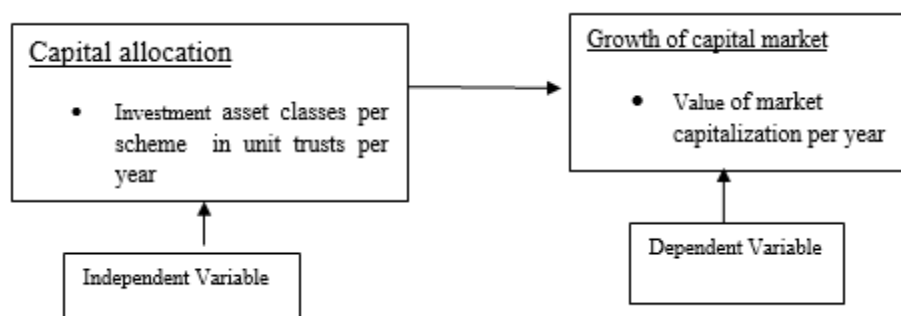 Capital allocation
• Investment asset classes per
scheme in unit trusts per
year
Growth of capital market
• Value of market
capitalization per year
Independent Variable
Dependent Variable